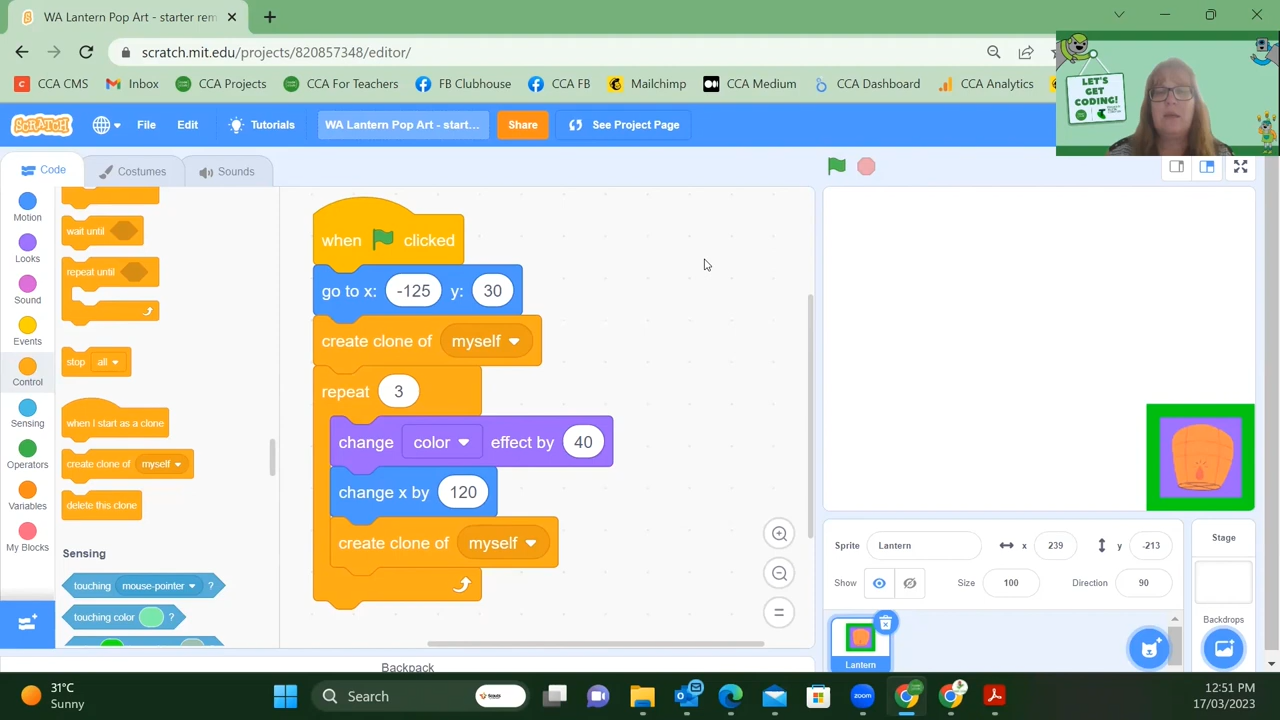 WA Lantern Pop Art - starter rem
scratch.mit.edu/projects/820857348/editor/
CCA CMS
Inbox
CCA Projects
CCA For Teachers
FB Clubhouse
CCA FB
Mailchimp
CCA Medium
CCA Dashboard
CCA Analytics
LET'S
GET
CODING!
SCRATCH
File
Edit
Tutorials
WA Lantern Pop Art - start...
Share
See Project Page
Code
Costumes
Sounds
Motion
Looks
Sound
Events
Control
Sensing
Operators
Variables
My Blocks
wait until
repeat until
stop all
when I start as a clone
create clone of myself
delete this clone
Sensing
touching mouse-pointer ?
touching color ?
when clicked
go to x: -125 y: 30
create clone of myself
repeat 3
change color effect by 40
change x by 120
create clone of myself
Backpack
Sprite Lantern x 239 y -213
Show Size 100 Direction 90
Lantern
Stage
Backdrops
31°C
Sunny
Search
zoom
12:51 PM
17/03/2023